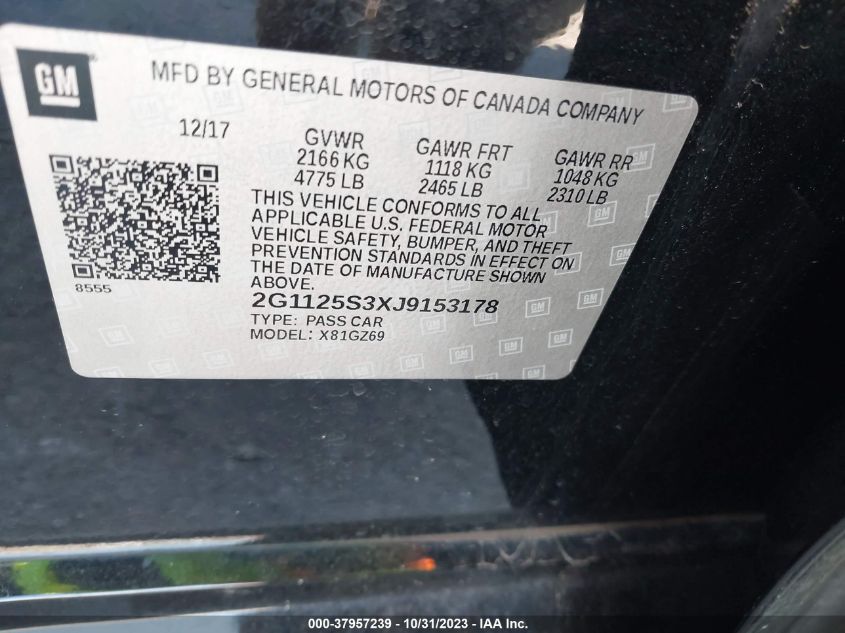 GM
MFD BY GENERAL MOTORS OF CANADA COMPANY
12/17
GVWR
2166 KG
4775 LB
GAWR FRT
1118 KG
2465 LB
GAWR RR
1048 KG
2310 LB
THIS VEHICLE CONFORMS TO ALL
APPLICABLE U.S. FEDERAL MOTOR
VEHICLE SAFETY, BUMPER, AND THEFT
PREVENTION STANDARDS IN EFFECT ON
THE DATE OF MANUFACTURE SHOWN
ABOVE.
8555
2G1125S3XJ9153178
TYPE: PASS CAR
MODEL: X81GZ69
000-37957239 - 10/31/2023 - IAA Inc.